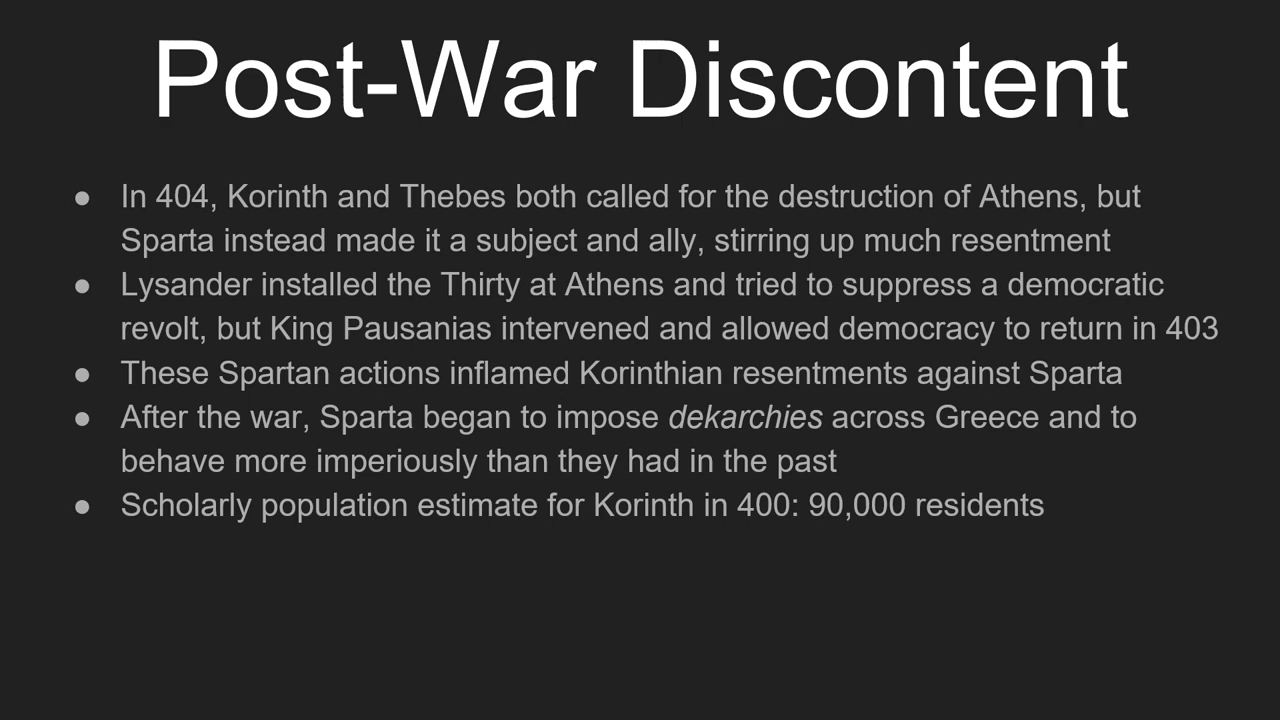 Post-War Discontent
● In 404, Korinth and Thebes both called for the destruction of Athens, but
Sparta instead made it a subject and ally, stirring up much resentment
● Lysander installed the Thirty at Athens and tried to suppress a democratic
revolt, but King Pausanias intervened and allowed democracy to return in 403
● These Spartan actions inflamed Korinthian resentments against Sparta
● After the war, Sparta began to impose dekarchies across Greece and to
behave more imperiously than they had in the past
● Scholarly population estimate for Korinth in 400: 90,000 residents